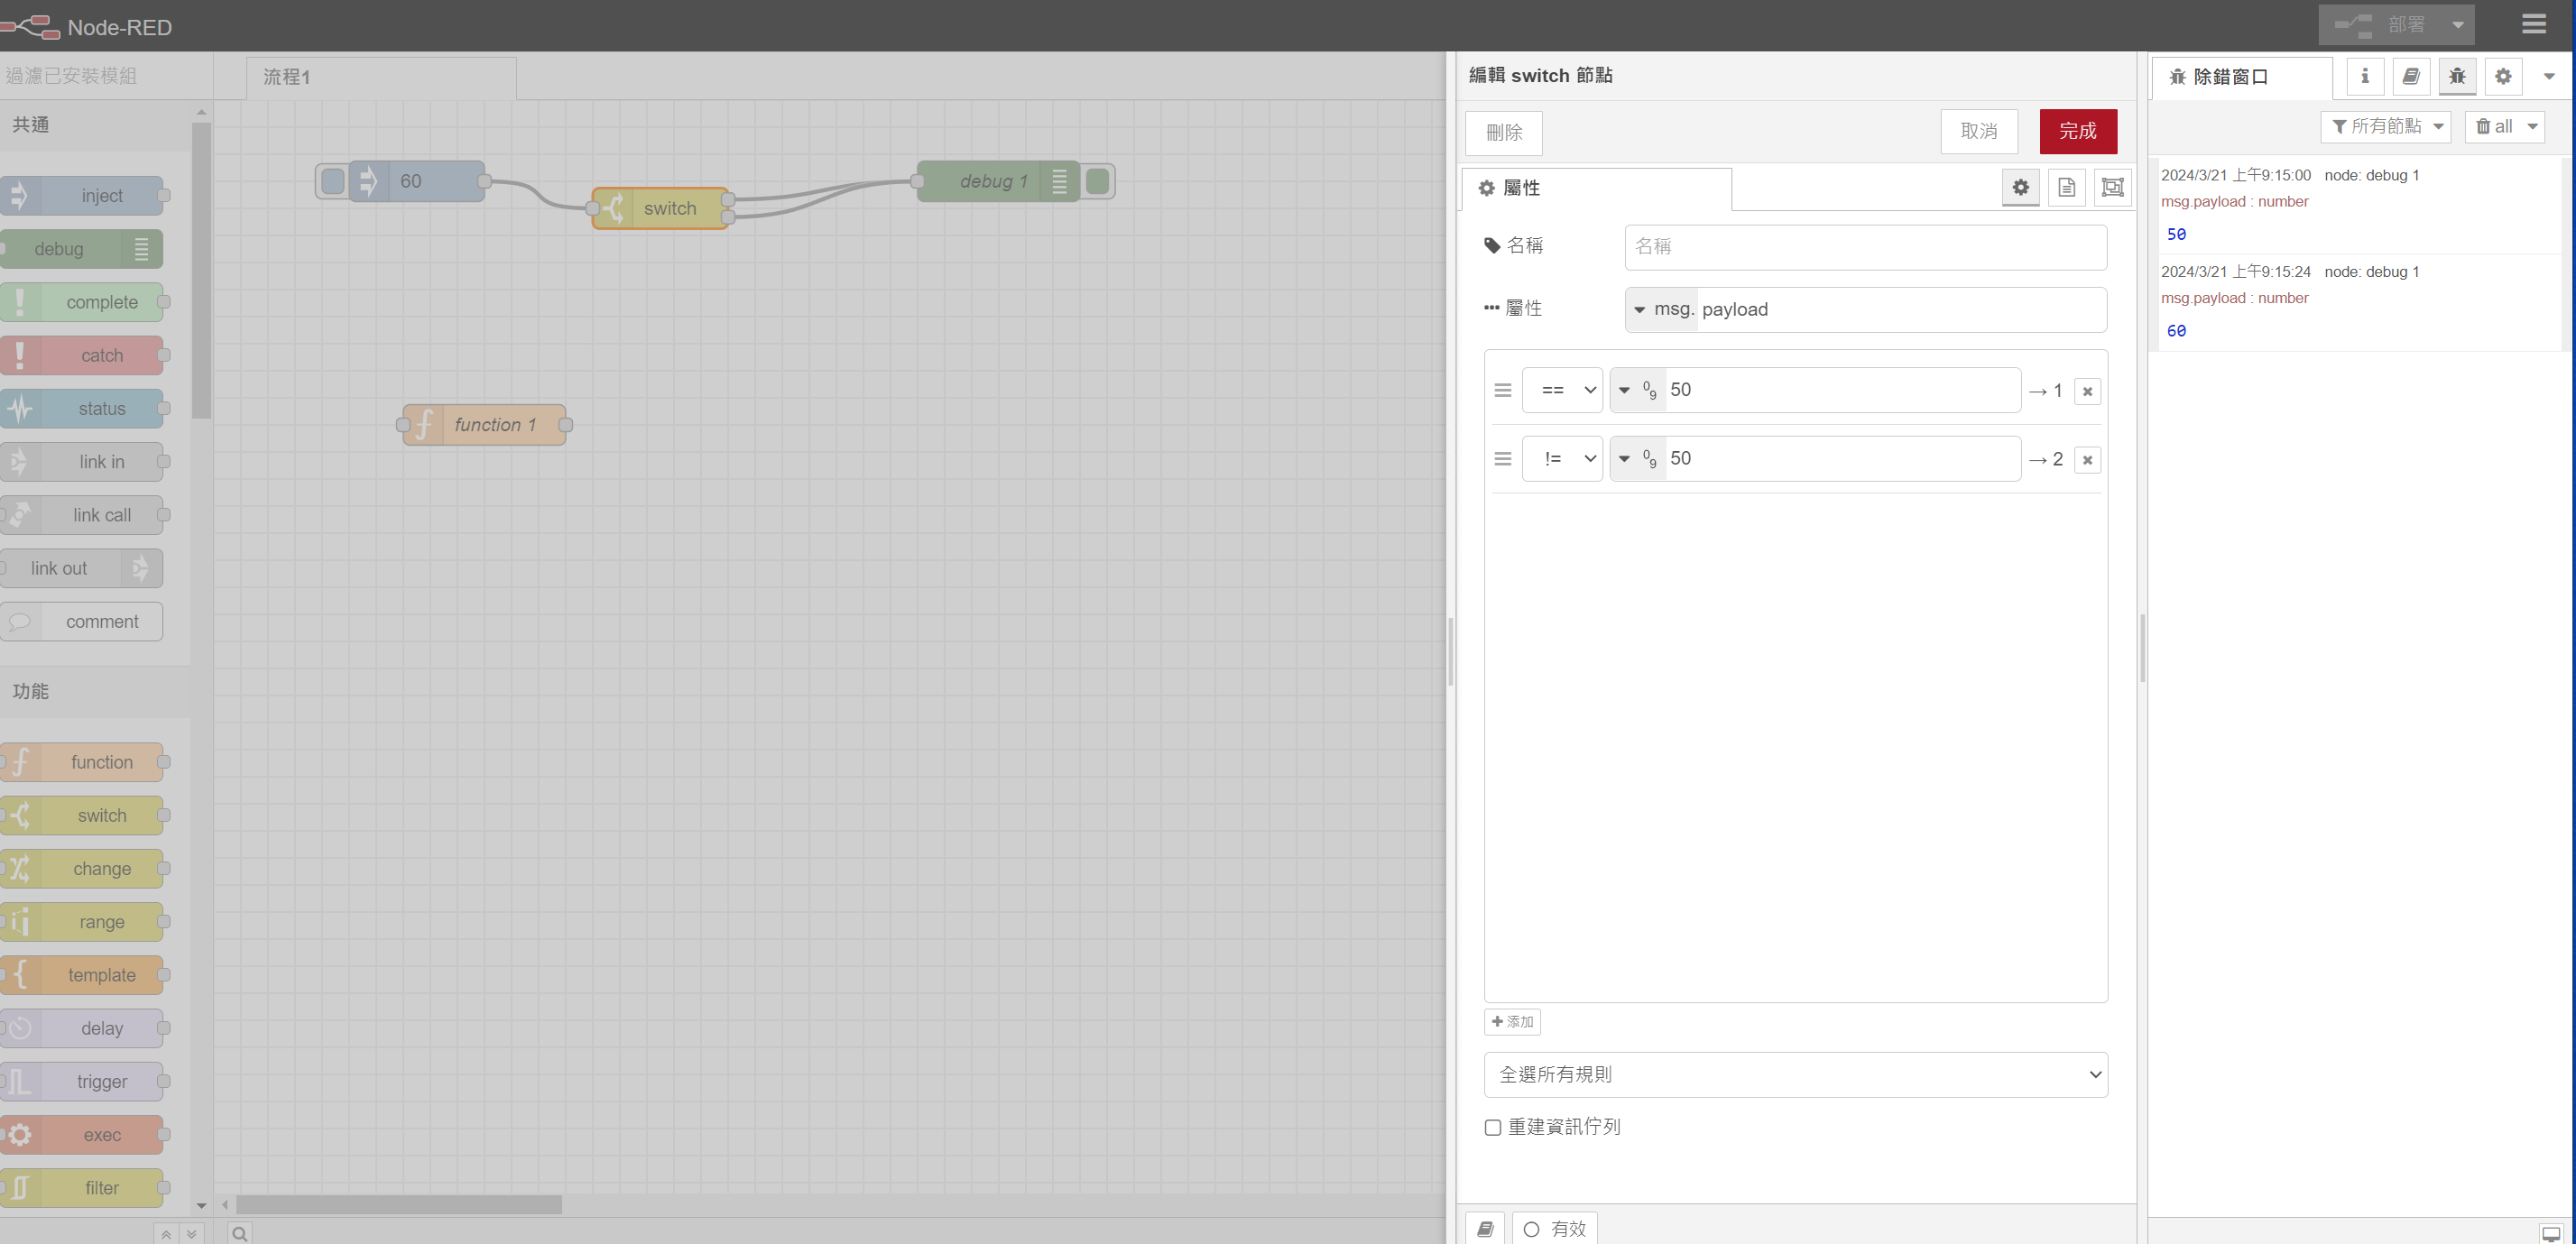 Node-RED
部署
過濾已安裝模組
共通
inject
debug
complete
catch
status
link in
link call
link out
comment
功能
function
switch
change
range
template
delay
trigger
exec
filter
流程1
60
switch
debug 1
function 1
編輯 switch 節點
刪除
取消
完成
屬性
名稱
名稱
屬性
msg. payload
== 09 50 → 1
!= 09 50 → 2
添加
全選所有規則
重建資訊佇列
有效
除錯窗口
所有節點
all
2024/3/21 上午9:15:00 node: debug 1
msg.payload : number
50
2024/3/21 上午9:15:24 node: debug 1
msg.payload : number
60